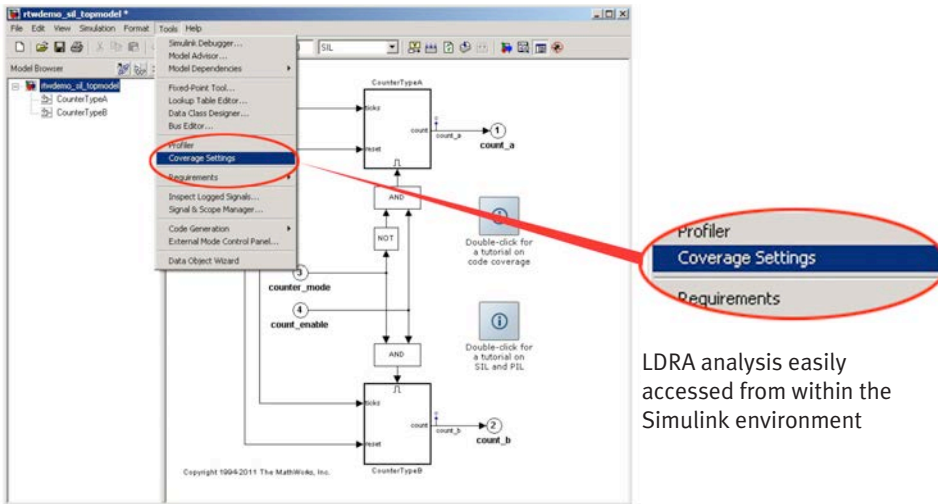 rtwdemo_sil_topmodel *
File Edit View Simulation Format Tools Help
SIL
Model Browser
rtwdemo_sil_topmodel
CounterTypeA
CounterTypeB
Simulink Debugger...
Model Advisor...
Model Dependencies
Fixed-Point Tool...
Lookup Table Editor...
Data Class Designer...
Bus Editor...
Profiler
Coverage Settings
Requirements
Inspect Logged Signals...
Signal & Scope Manager...
Code Generation
External Mode Control Panel...
Data Object Wizard
CounterTypeA
ticks
count
count_a
1
count_a
reset
AND
NOT
Double-click for
a tutorial on
code coverage
3
counter_mode
4
count_enable
Double-click for
a tutorial on
SIL and PIL
AND
ticks
count
count_b
2
count_b
reset
CounterTypeB
Copyright 1994-2011 The MathWorks, Inc.
Profiler
Coverage Settings
Requirements
LDRA analysis easily
accessed from within the
Simulink environment